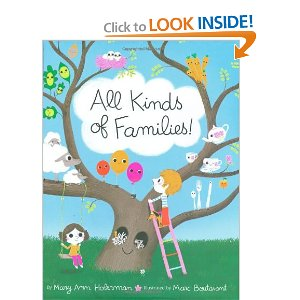 Click to
LOOK INSIDE!
All Kinds
of Families!
by Mary Ann Hoberman illustrated by Marc Boutavant